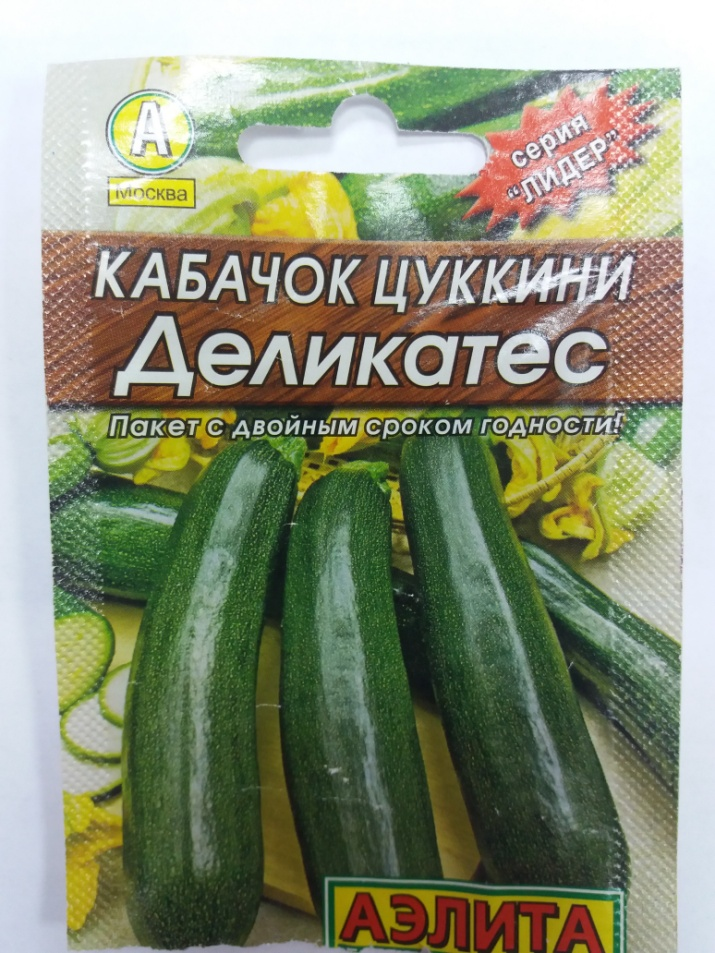 А
Москва
серия
"ЛИДЕР"
КАБАЧОК ЦУККИНИ
Деликатес
Пакет с двойным сроком годности!
АЭЛИТА